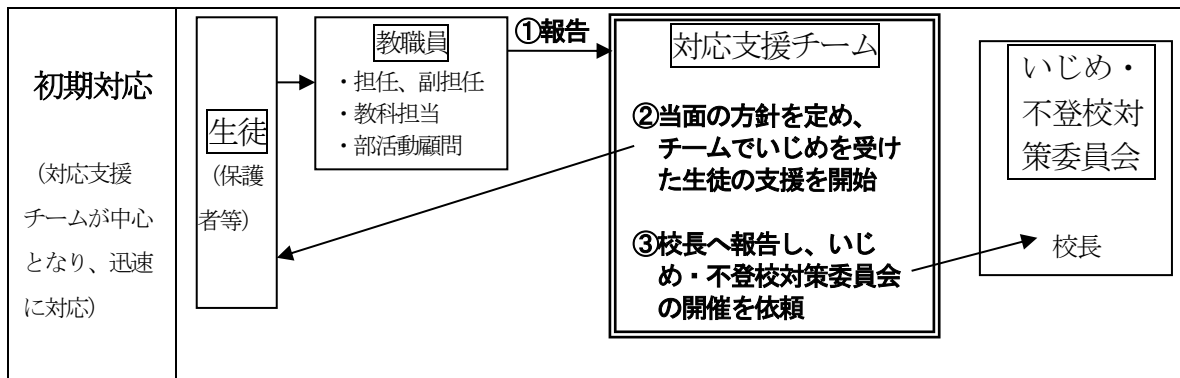 初期対応
（対応支援
チームが中心
となり、迅速
に対応）
生徒
（保護
者等）
教職員
・担任、副担任
・教科担当
・部活動顧問
①報告
対応支援チーム
②当面の方針を定め、
チームでいじめを受け
た生徒の支援を開始
③校長へ報告し、いじ
め・不登校対策委員会
の開催を依頼
いじめ・
不登校対
策委員会
校長